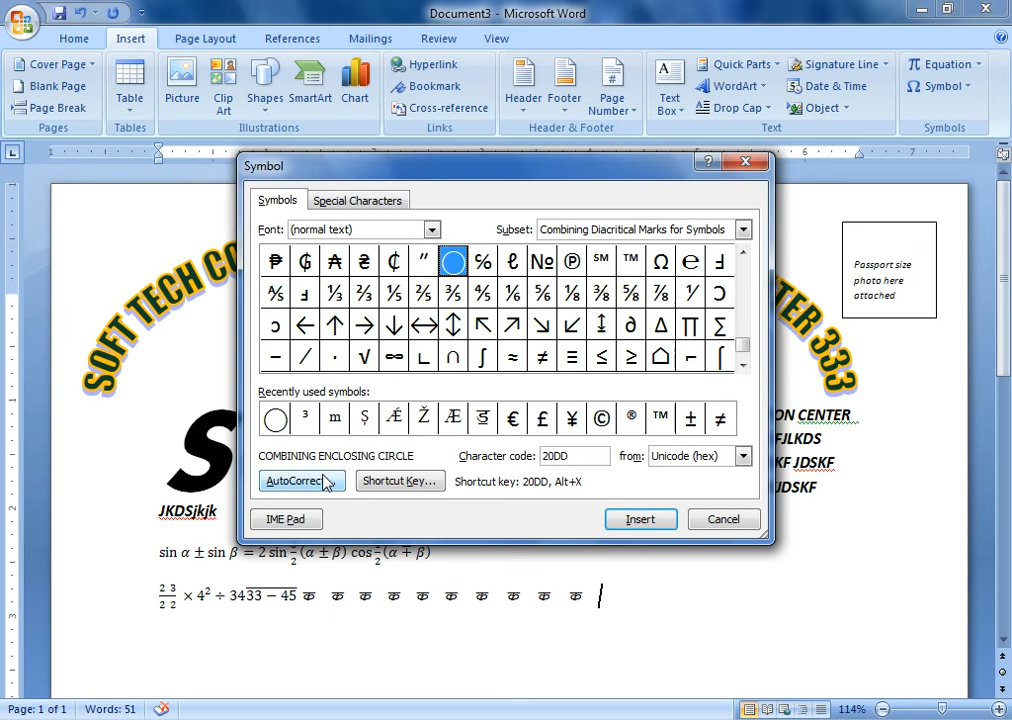 Document3 - Microsoft Word
Home Insert Page Layout References Mailings Review View
Cover Page
Blank Page
Page Break
Pages
Table
Tables
Picture
Clip Art
Shapes
SmartArt
Chart
Illustrations
Hyperlink
Bookmark
Cross-reference
Links
Header
Footer
Page Number
Header & Footer
Text Box
Quick Parts
WordArt
Drop Cap
Signature Line
Date & Time
Object
Text
π Equation
Ω Symbol
Symbols
SOFT TECH CO
TER 333
Passport size
photo here
attached
S
ON CENTER
FJLKDS
KF JDSKF
JDSKF
JKDSjkjk
Symbol
Symbols Special Characters
Font: (normal text) Subset: Combining Diacritical Marks for Symbols
Recently used symbols:
³ m Ş Ǽ Ž Æ € £ ¥ © ® ™ ± ≠
COMBINING ENCLOSING CIRCLE Character code: 20DD from: Unicode (hex)
AutoCorrec Shortcut Key... Shortcut key: 20DD, Alt+X
IME Pad Insert Cancel
Page: 1 of 1 Words: 51 114%